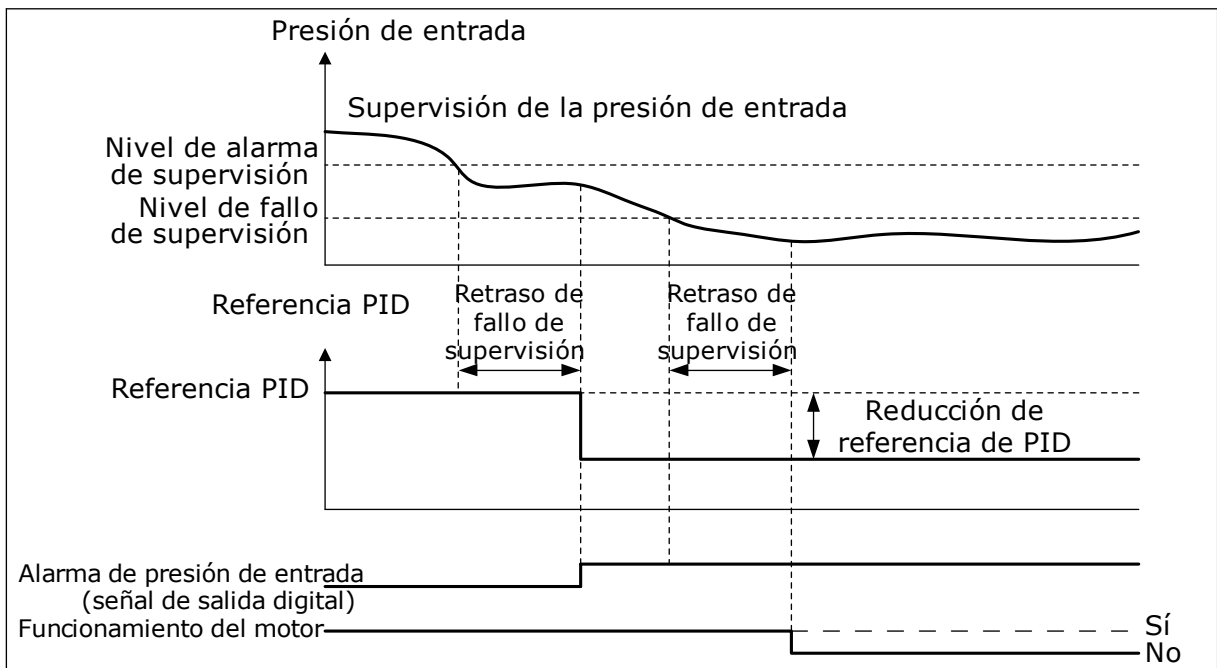 Presión de entrada
Supervisión de la presión de entrada
Nivel de alarma
de supervisión
Nivel de fallo
de supervisión
Referencia PID
Retraso de
fallo de
supervisión
Retraso de
fallo de
supervisión
Referencia PID
Reducción de
referencia de PID
Alarma de presión de entrada
(señal de salida digital)
Funcionamiento del motor
Sí
No